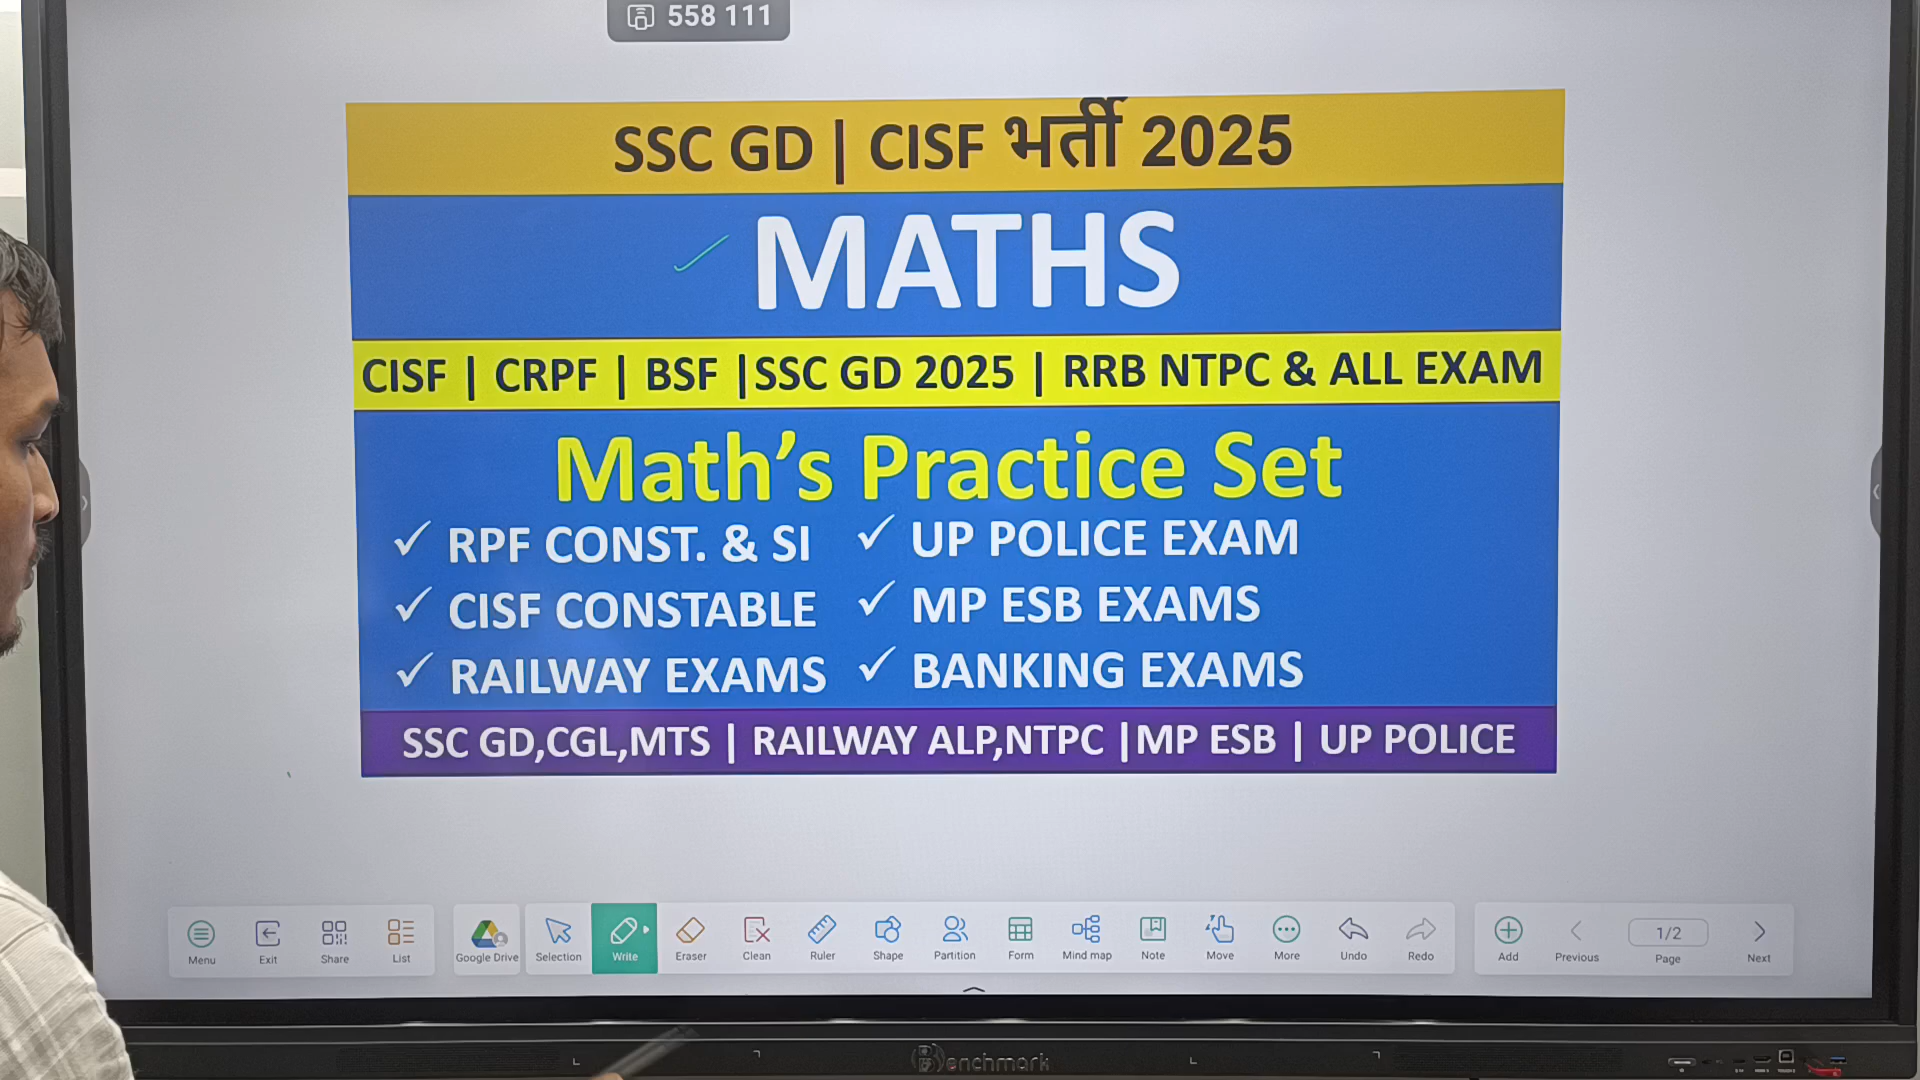 558 111
SSC GD | CISF भर्ती 2025
MATHS
CISF | CRPF | BSF |SSC GD 2025 | RRB NTPC & ALL EXAM
Math’s Practice Set
✓ RPF CONST. & SI ✓ UP POLICE EXAM
✓ CISF CONSTABLE ✓ MP ESB EXAMS
✓ RAILWAY EXAMS ✓ BANKING EXAMS
SSC GD,CGL,MTS | RAILWAY ALP,NTPC |MP ESB | UP POLICE
Menu Exit Share List Google Drive Selection Write Eraser Clean Ruler Shape Partition Form Mind map Note Move More Undo Redo Add Previous 1/2 Page Next
Benchmark